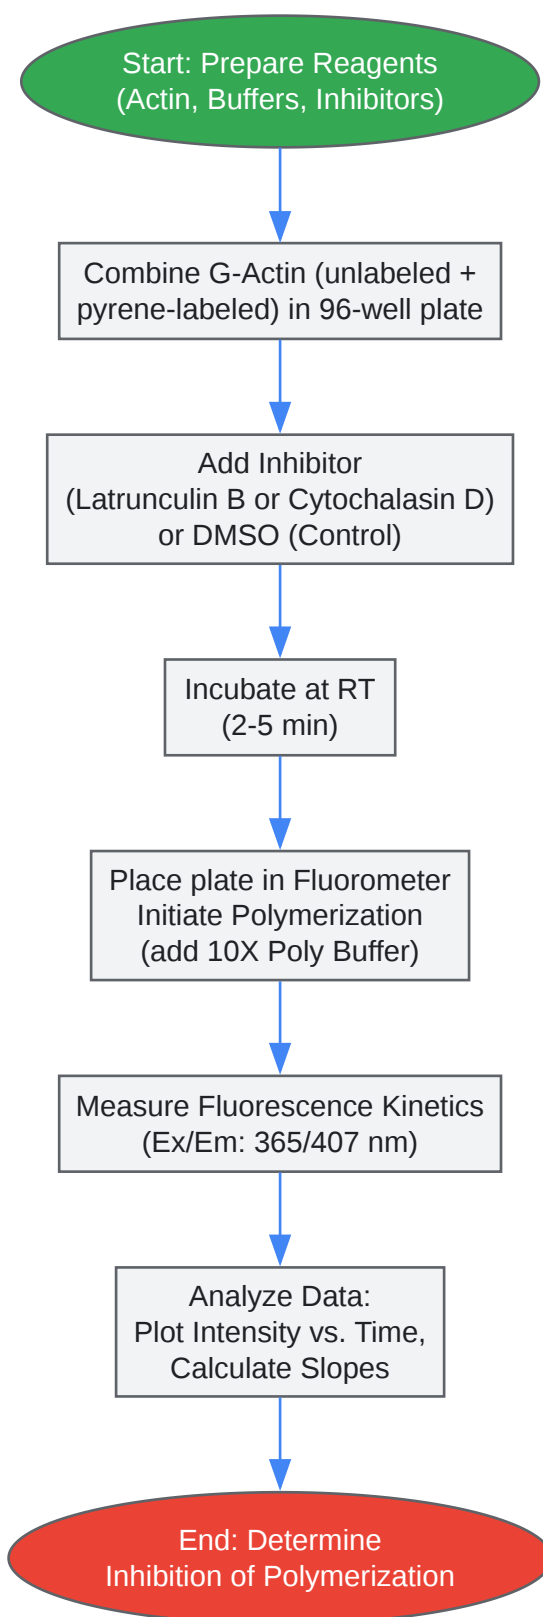 Start: Prepare Reagents
(Actin, Buffers, Inhibitors)
Combine G-Actin (unlabeled +
pyrene-labeled) in 96-well plate
Add Inhibitor
(Latrunculin B or Cytochalasin D)
or DMSO (Control)
Incubate at RT
(2-5 min)
Place plate in Fluorometer
Initiate Polymerization
(add 10X Poly Buffer)
Measure Fluorescence Kinetics
(Ex/Em: 365/407 nm)
Analyze Data:
Plot Intensity vs. Time,
Calculate Slopes
End: Determine
Inhibition of Polymerization